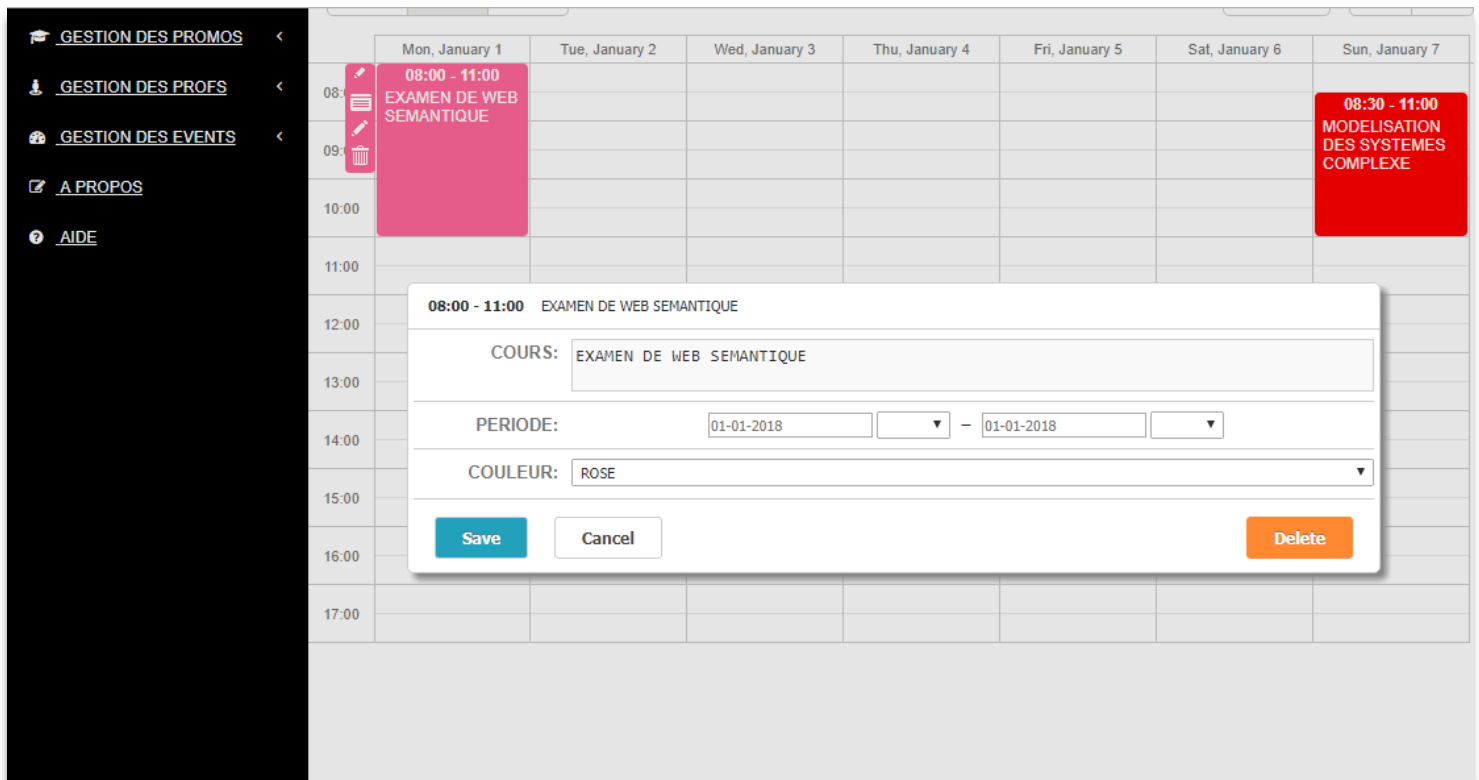 GESTION DES PROMOS
GESTION DES PROFS
GESTION DES EVENTS
A PROPOS
AIDE
Mon, January 1
Tue, January 2
Wed, January 3
Thu, January 4
Fri, January 5
Sat, January 6
Sun, January 7
08:00 - 11:00
EXAMEN DE WEB
SEMANTIQUE
08:30 - 11:00
MODELISATION
DES SYSTEMES
COMPLEXE
10:00
11:00
12:00
13:00
14:00
15:00
16:00
17:00
08:00 - 11:00 EXAMEN DE WEB SEMANTIQUE
COURS: EXAMEN DE WEB SEMANTIQUE
PERIODE: 01-01-2018 – 01-01-2018
COULEUR: ROSE
Save Cancel Delete